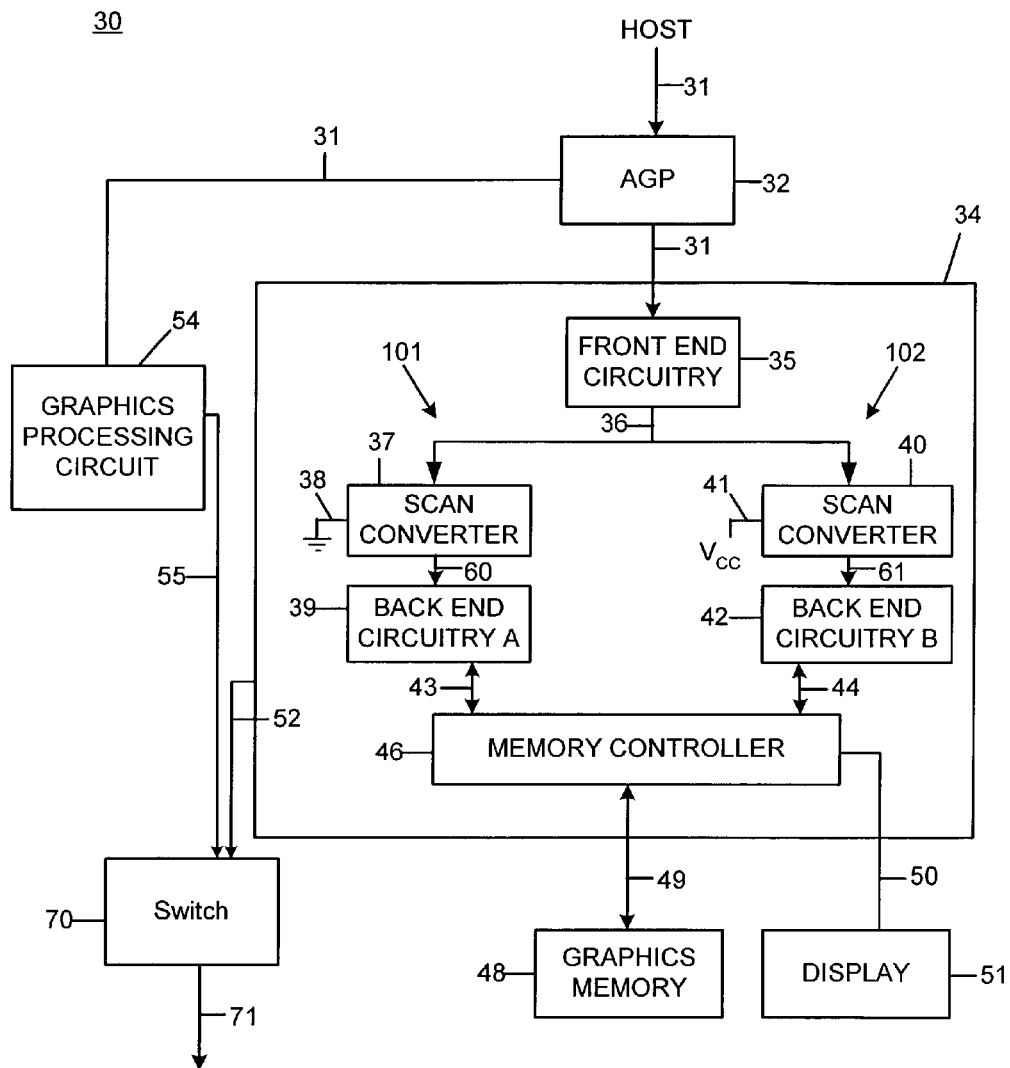 30
HOST
31
31
AGP
32
31
34
54
FRONT END
CIRCUITRY
35
101
102
GRAPHICS
PROCESSING
CIRCUIT
36
37
40
38
SCAN
CONVERTER
41
SCAN
CONVERTER
V_CC
55
60
61
39
BACK END
CIRCUITRY A
42
BACK END
CIRCUITRY B
43
44
52
46
MEMORY CONTROLLER
49
50
70
Switch
48
GRAPHICS
MEMORY
DISPLAY
51
71